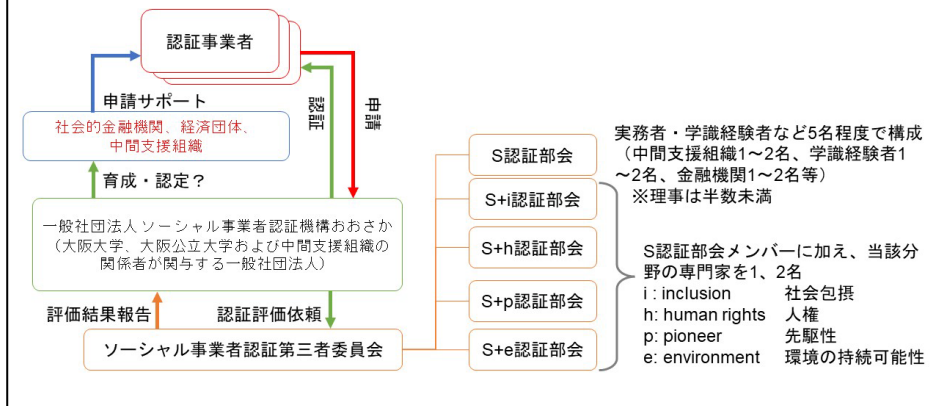 認証事業者
申請サポート
認証
申請
社会的金融機関、経済団体、
中間支援組織
育成・認定？
一般社団法人ソーシャル事業者認証機構おおさか
（大阪大学、大阪公立大学および中間支援組織の
関係者が関与する一般社団法人）
評価結果報告
認証評価依頼
ソーシャル事業者認証第三者委員会
S認証部会
S+i認証部会
S+h認証部会
S+p認証部会
S+e認証部会
実務者・学識経験者など5名程度で構成
（中間支援組織1～2名、学識経験者1
～2名、金融機関1～2名等）
※理事は半数未満
S認証部会メンバーに加え、当該分
野の専門家を1、2名
i : inclusion 社会包摂
h: human rights 人権
p: pioneer 先駆性
e: environment 環境の持続可能性